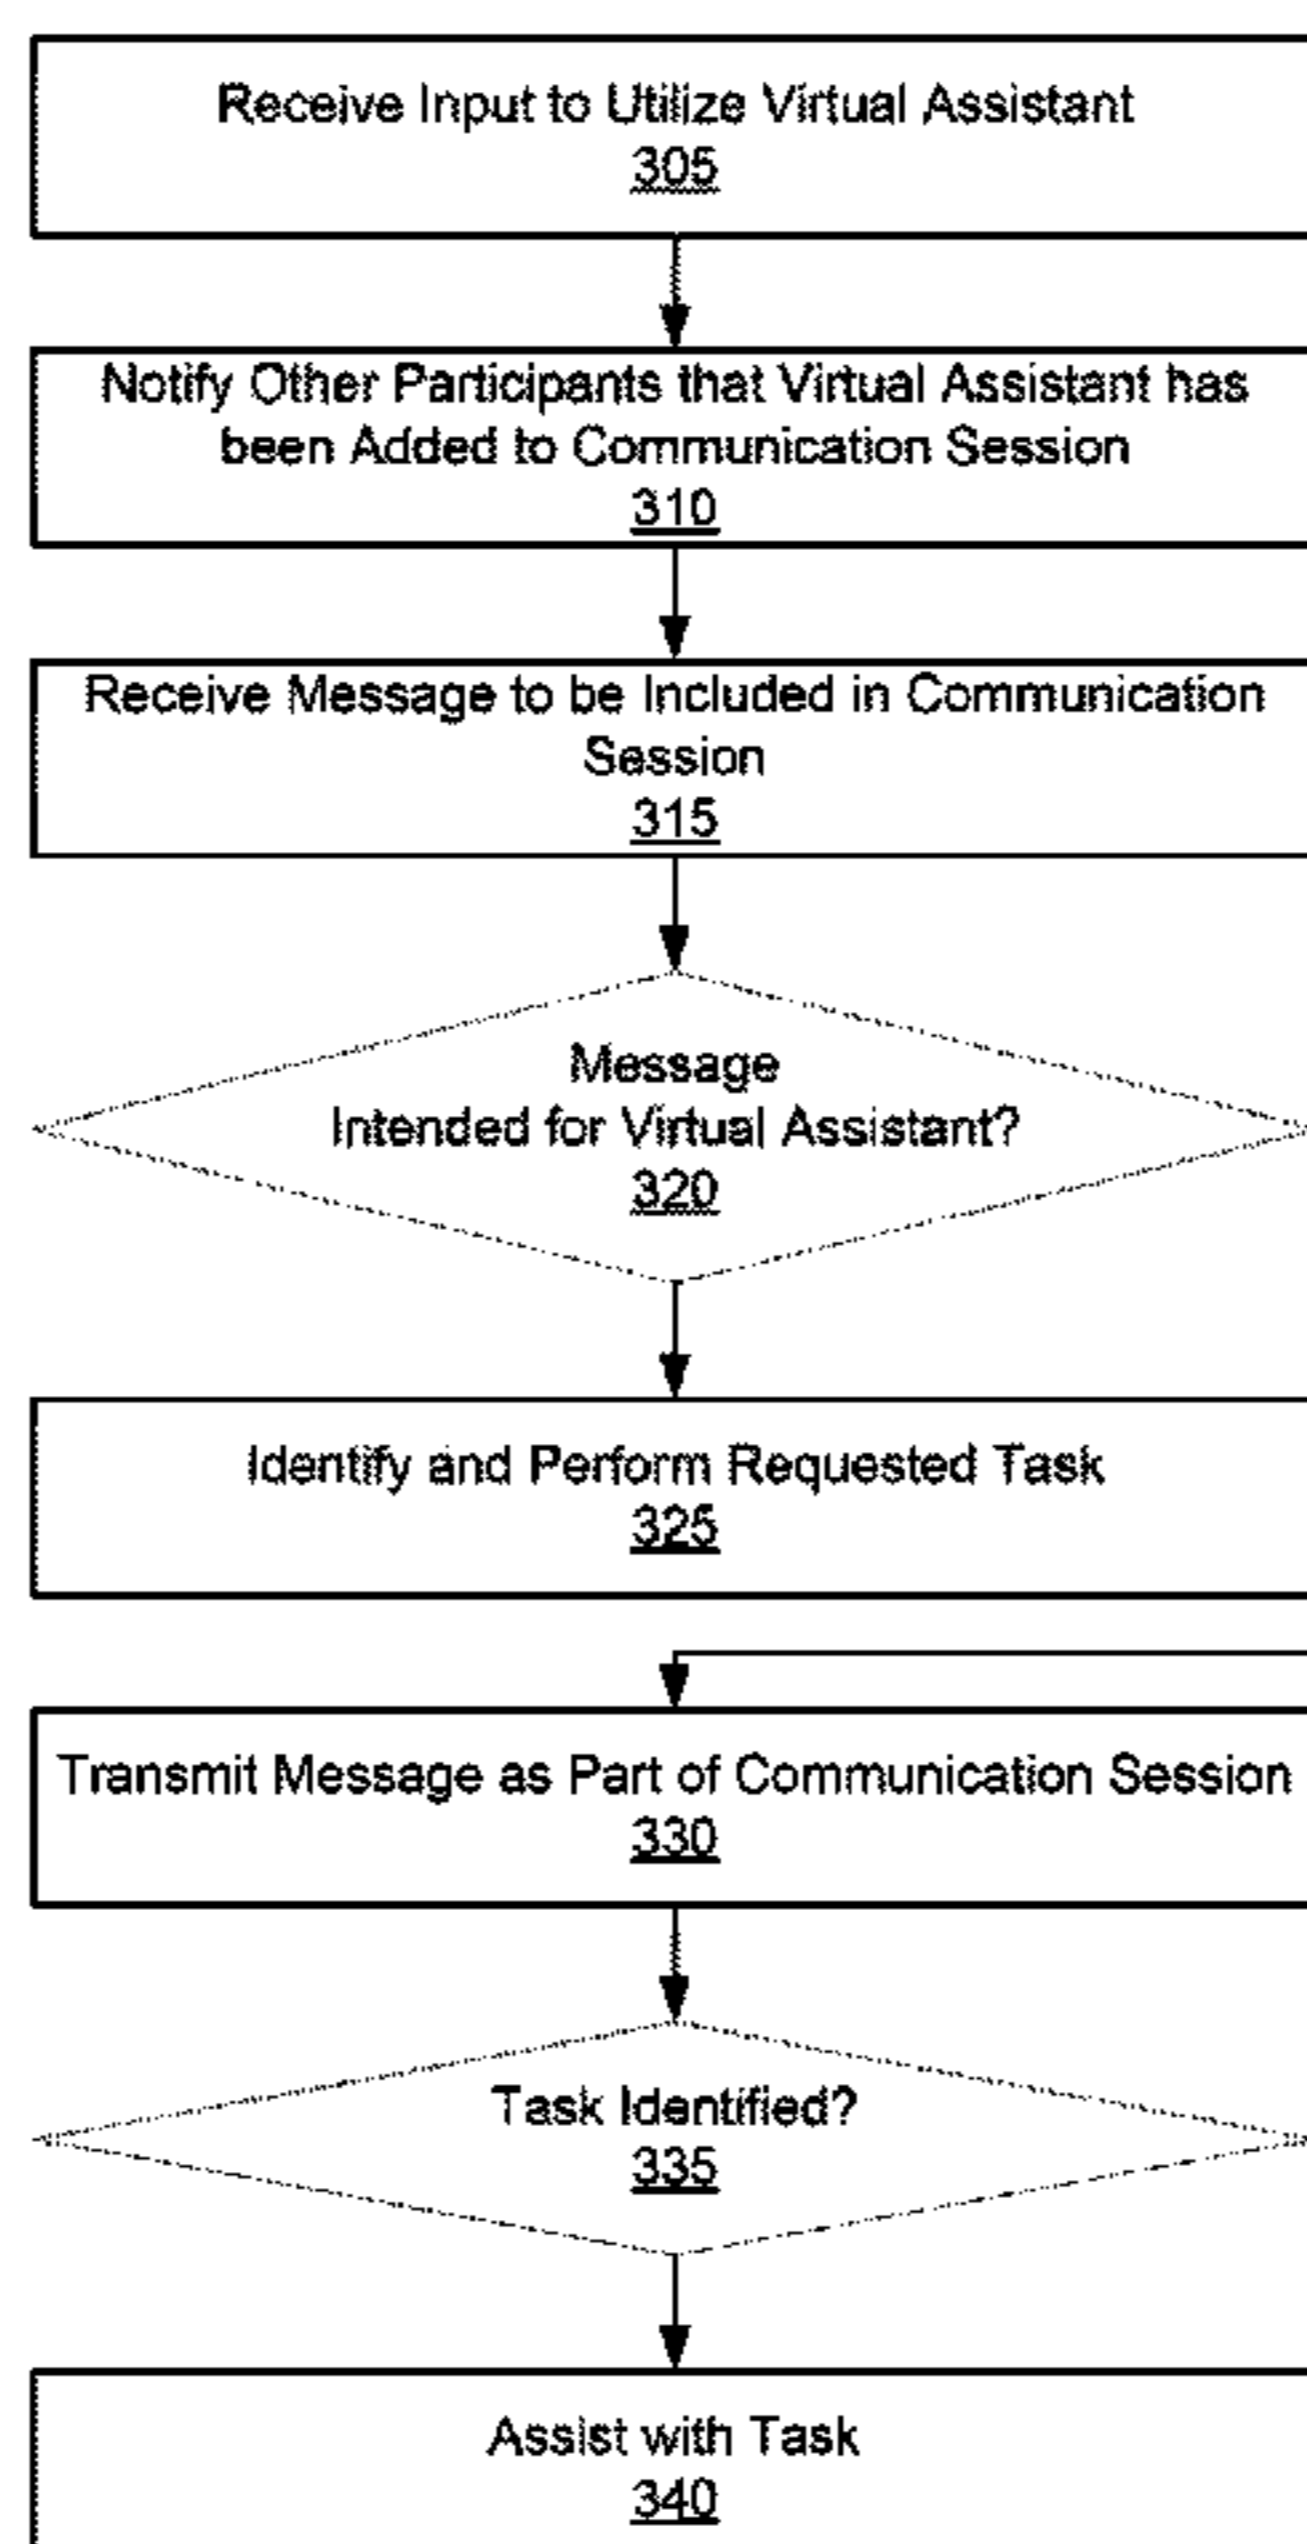 Receive Input to Utilize Virtual Assistant
305
Notify Other Participants that Virtual Assistant has
been Added to Communication Session
310
Receive Message to be Included in Communication
Session
315
Message
Intended for Virtual Assistant?
320
Identify and Perform Requested Task
325
Transmit Message as Part of Communication Session
330
Task Identified?
335
Assist with Task
340